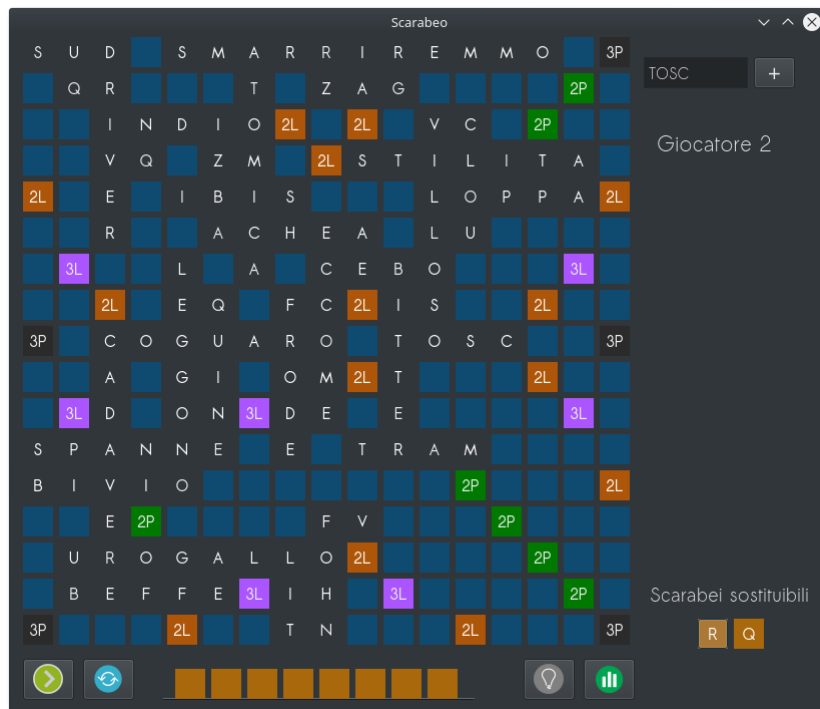 Scarabeo
S U D S M A R R I R E M M O 3P
Q R T Z A G 2P
TOSC +
I N D I O 2L 2L V C 2P
Giocatore 2
V Q Z M 2L S T I L I T A
2L E I B I S L O P P A 2L
R A C H E A L U
3L L A C E B O 3L
2L E Q F C 2L I S 2L
3P C O G U A R O T O S C 3P
A G I O M 2L T 2L
3L D O N 3L D E E 3L
S P A N N E E T R A M
B I V I O 2P 2L
E 2P F V 2P
U R O G A L L O 2L 2P
B E F F E 3L I H 3L 2P
Scarabei sostituibili
3P 2L T N 2L 3P
R Q